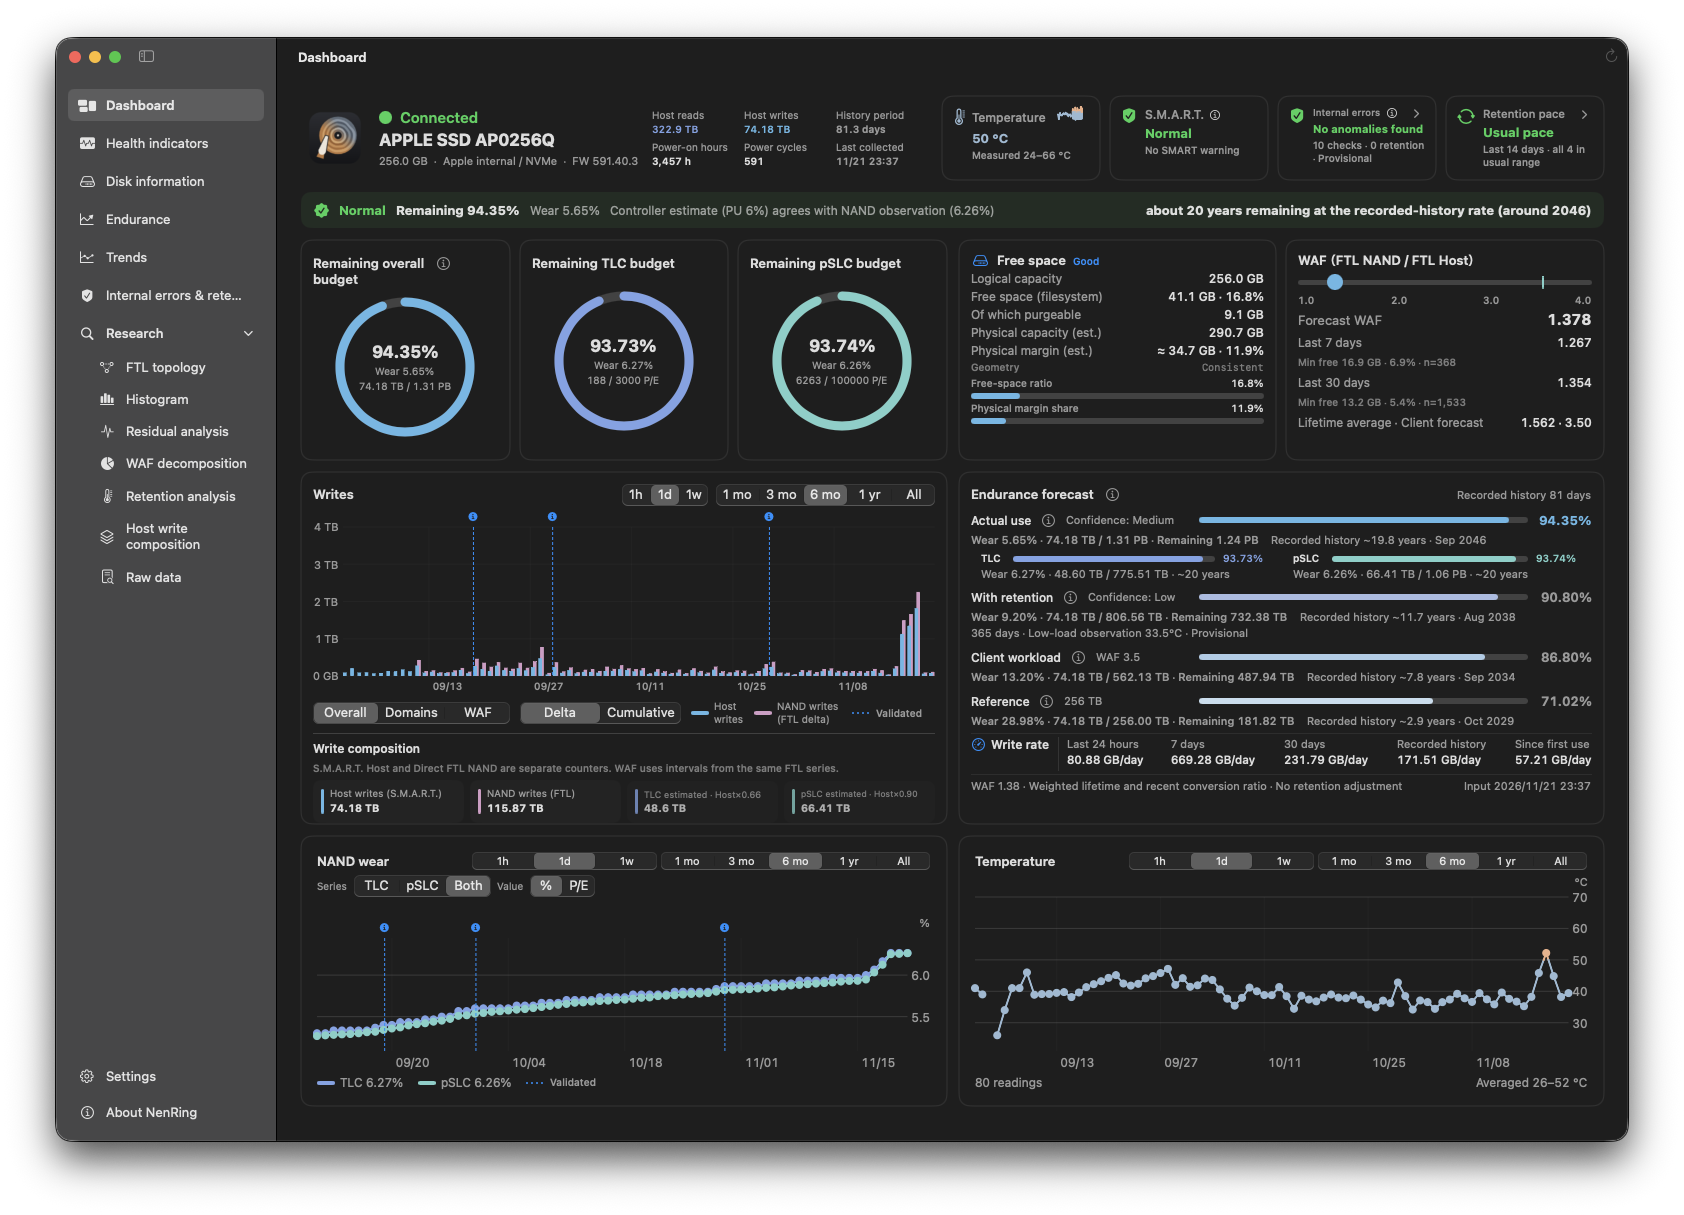 Dashboard
Dashboard
Health indicators
Disk information
Endurance
Trends
Internal errors & rete...
Research
FTL topology
Histogram
Residual analysis
WAF decomposition
Retention analysis
Host write
composition
Raw data
Settings
About NenRing
Connected
APPLE SSD AP0256Q
256.0 GB · Apple internal / NVMe · FW 591.40.3
Host reads
322.9 TB
Power-on hours
3,457 h
Host writes
74.18 TB
Power cycles
591
History period
81.3 days
Last collected
11/21 23:37
Temperature
50 °C
Measured 24–66 °C
S.M.A.R.T.
Normal
No SMART warning
Internal errors
No anomalies found
10 checks · 0 retention
· Provisional
Retention pace
Usual pace
Last 14 days · all 4 in
usual range
Normal Remaining 94.35% Wear 5.65% Controller estimate (PU 6%) agrees with NAND observation (6.26%)
about 20 years remaining at the recorded-history rate (around 2046)
Remaining overall
budget
94.35%
Wear 5.65%
74.18 TB / 1.31 PB
Remaining TLC budget
93.73%
Wear 6.27%
188 / 3000 P/E
Remaining pSLC budget
93.74%
Wear 6.26%
6263 / 100000 P/E
Free space Good
Logical capacity 256.0 GB
Free space (filesystem) 41.1 GB · 16.8%
Of which purgeable 9.1 GB
Physical capacity (est.) 290.7 GB
Physical margin (est.) ≈ 34.7 GB · 11.9%
Geometry Consistent
Free-space ratio 16.8%
Physical margin share 11.9%
WAF (FTL NAND / FTL Host)
1.0 2.0 3.0 4.0
Forecast WAF 1.378
Last 7 days 1.267
Min free 16.9 GB · 6.9% · n=368
Last 30 days 1.354
Min free 13.2 GB · 5.4% · n=1,533
Lifetime average · Client forecast 1.562 · 3.50
Writes
1h 1d 1w
1 mo 3 mo 6 mo 1 yr All
4 TB
3 TB
2 TB
1 TB
0 GB
09/13 09/27 10/11 10/25 11/08
Overall Domains WAF
Delta Cumulative
Host
writes
NAND writes
(FTL delta)
Validated
Write composition
S.M.A.R.T. Host and Direct FTL NAND are separate counters. WAF uses intervals from the same FTL series.
Host writes (S.M.A.R.T.)
74.18 TB
NAND writes (FTL)
115.87 TB
TLC estimated · Host×0.66
48.6 TB
pSLC estimated · Host×0.90
66.41 TB
Endurance forecast
Recorded history 81 days
Actual use Confidence: Medium 94.35%
Wear 5.65% · 74.18 TB / 1.31 PB · Remaining 1.24 PB Recorded history ~19.8 years · Sep 2046
TLC 93.73%
Wear 6.27% · 48.60 TB / 775.51 TB · ~20 years
pSLC 93.74%
Wear 6.26% · 66.41 TB / 1.06 PB · ~20 years
With retention Confidence: Low 90.80%
Wear 9.20% · 74.18 TB / 806.56 TB · Remaining 732.38 TB Recorded history ~11.7 years · Aug 2038
365 days · Low-load observation 33.5°C · Provisional
Client workload WAF 3.5 86.80%
Wear 13.20% · 74.18 TB / 562.13 TB · Remaining 487.94 TB Recorded history ~7.8 years · Sep 2034
Reference 256 TB 71.02%
Wear 28.98% · 74.18 TB / 256.00 TB · Remaining 181.82 TB Recorded history ~2.9 years · Oct 2029
Write rate
Last 24 hours
80.88 GB/day
7 days
669.28 GB/day
30 days
231.79 GB/day
Recorded history
171.51 GB/day
Since first use
57.21 GB/day
WAF 1.38 · Weighted lifetime and recent conversion ratio · No retention adjustment
Input 2026/11/21 23:37
NAND wear
1h 1d 1w
1 mo 3 mo 6 mo 1 yr All
Series TLC pSLC Both Value % P/E
%
6.0
5.5
09/20 10/04 10/18 11/01 11/15
TLC 6.27% pSLC 6.26% Validated
Temperature
1h 1d 1w
1 mo 3 mo 6 mo 1 yr All
°C
70
60
50
40
30
09/13 09/27 10/11 10/25 11/08
80 readings
Averaged 26–52 °C